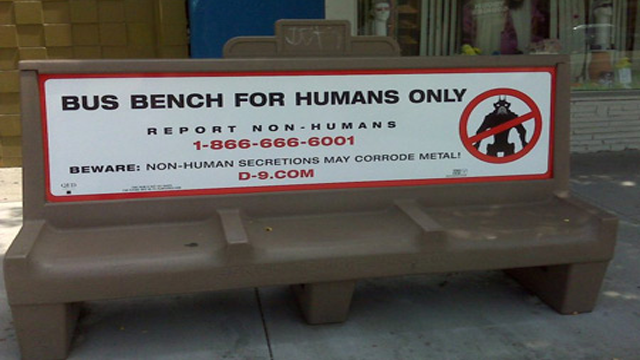 BUS BENCH FOR HUMANS ONLY
REPORT NON-HUMANS
1-866-666-6001
BEWARE: NON-HUMAN SECRETIONS MAY CORRODE METAL!
D-9.COM